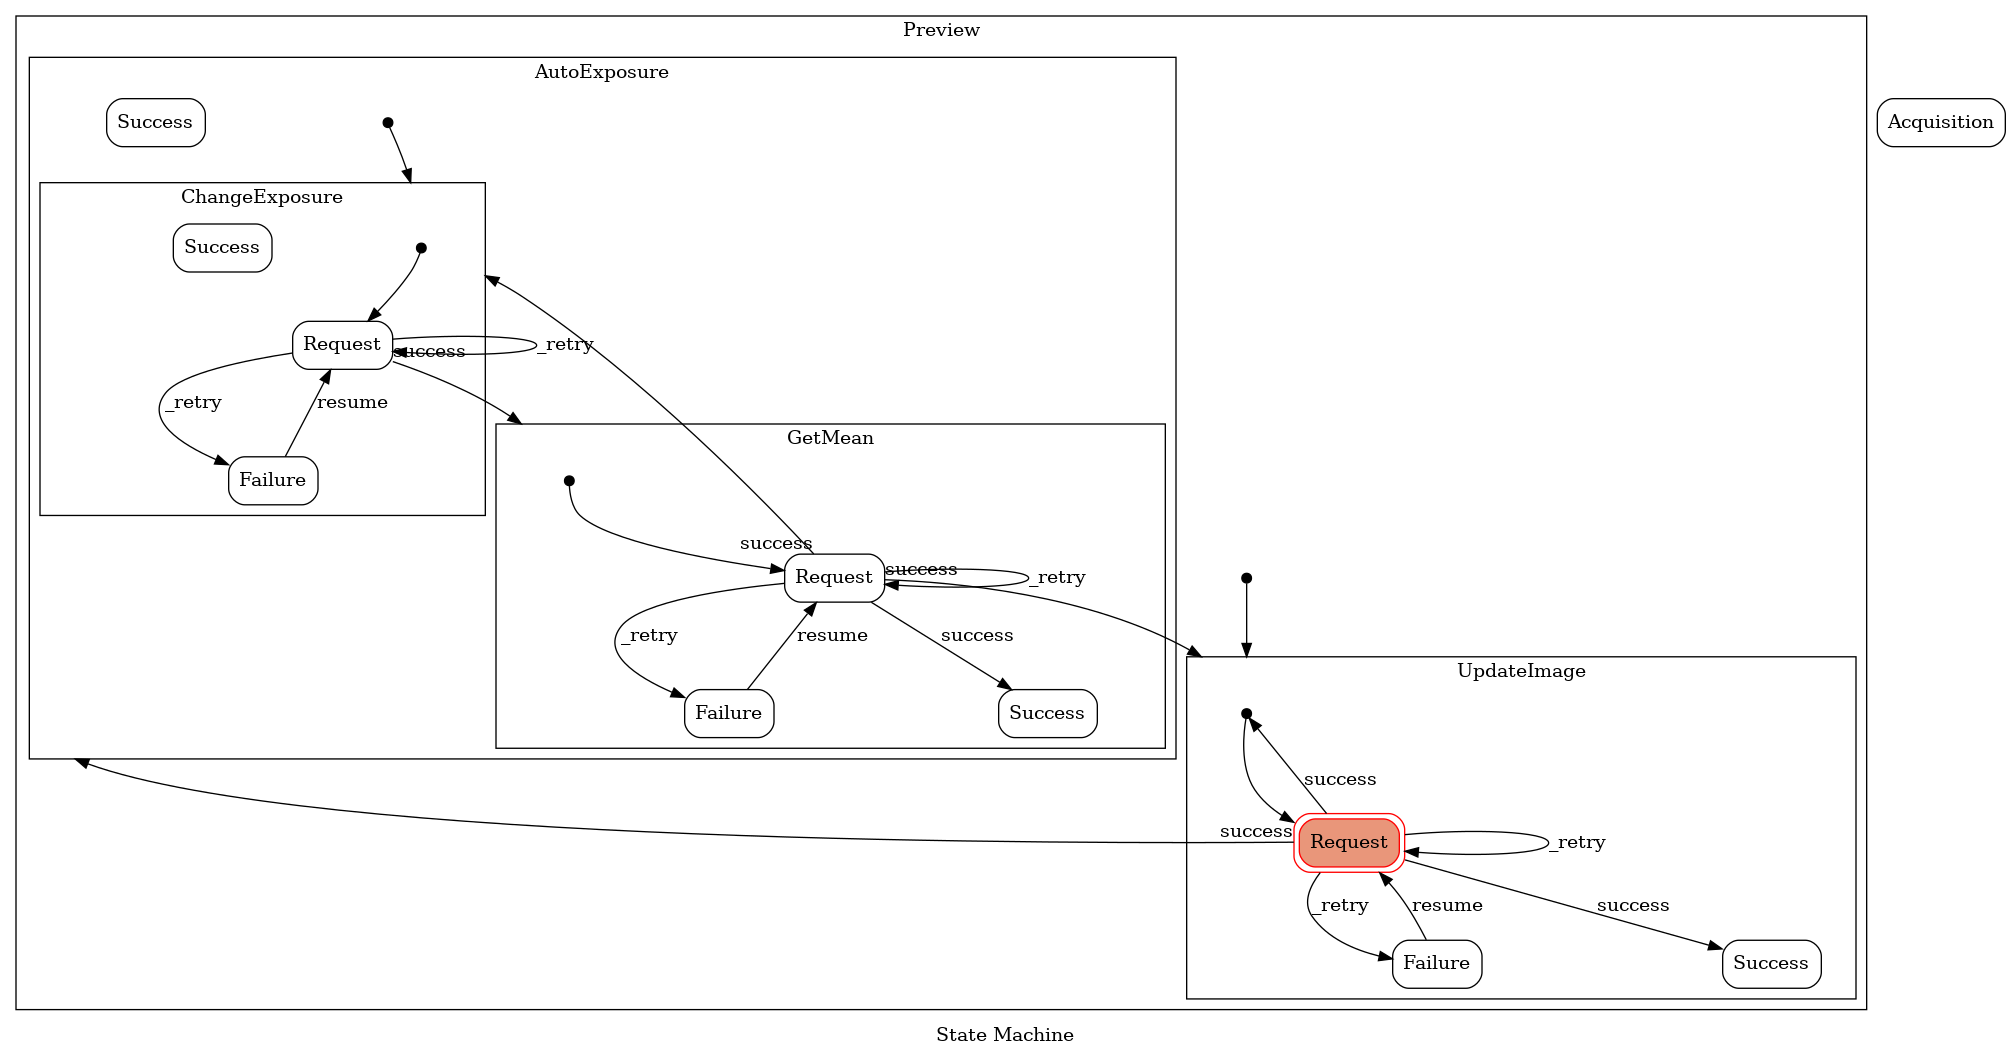 Preview
AutoExposure
Success
Acquisition
ChangeExposure
Success
Request
success
_retry
_retry
resume
Failure
GetMean
success
Request
success
_retry
_retry
resume
success
Failure
Success
UpdateImage
success
success
Request
_retry
_retry
resume
success
Failure
Success
State Machine